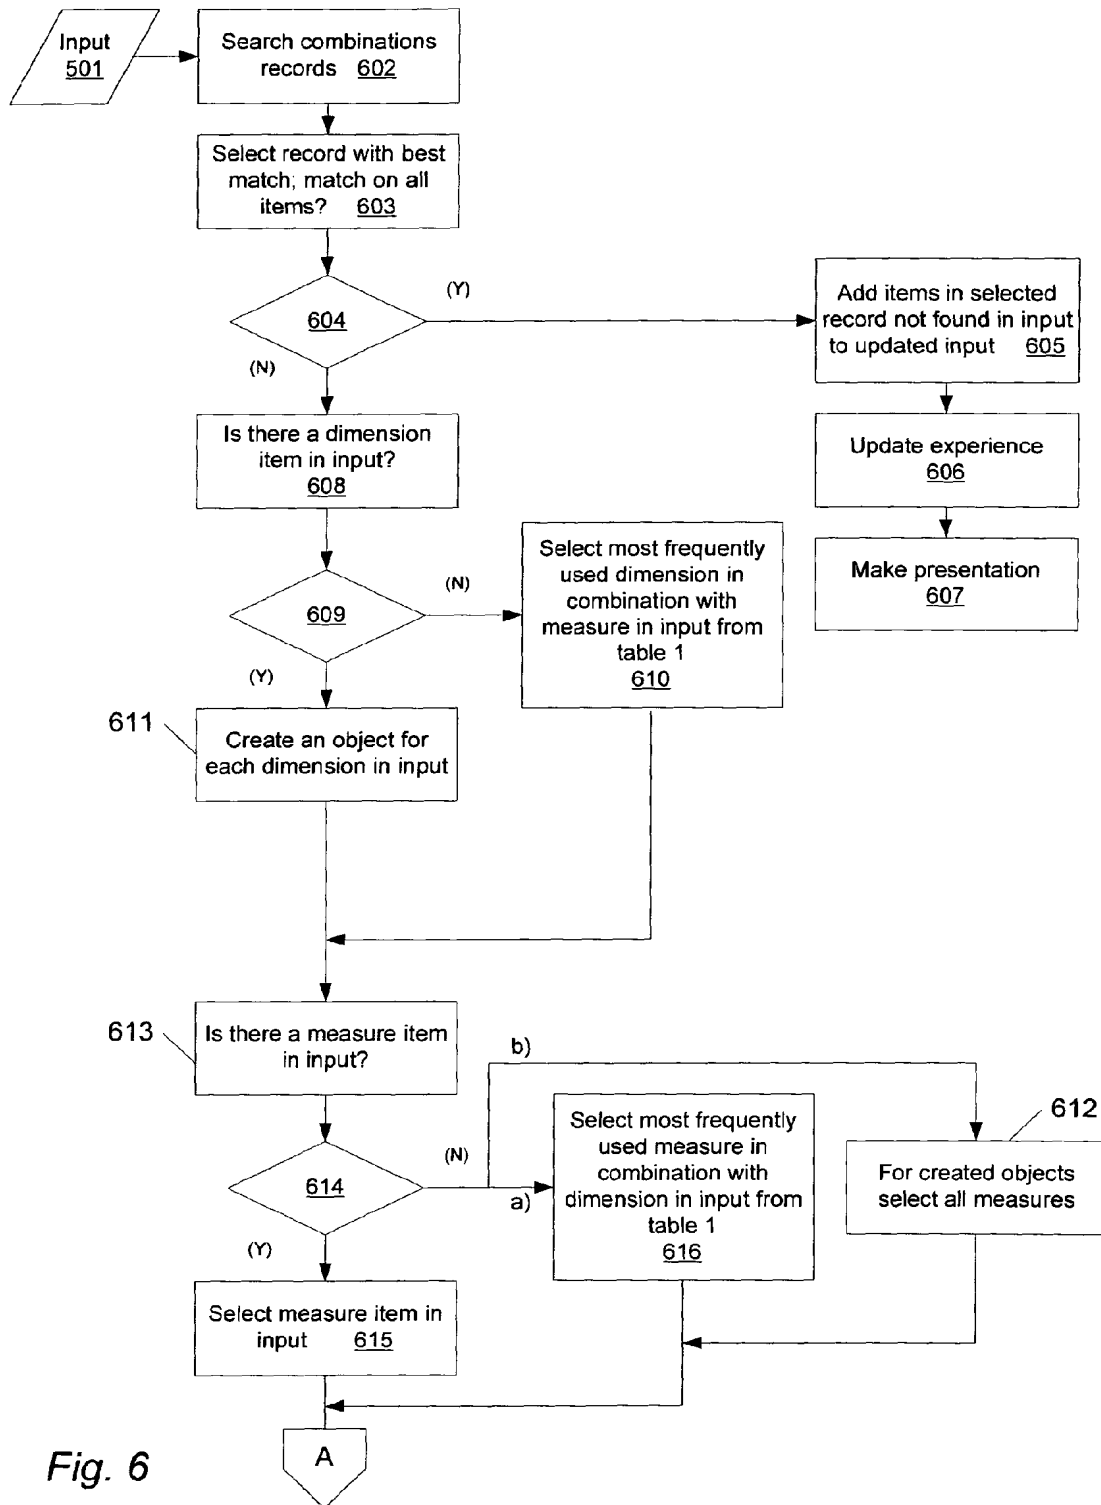 Input
501
Search combinations
records 602
Select record with best
match; match on all
items? 603
604
(Y)
(N)
Add items in selected
record not found in input
to updated input 605
Update experience
606
Make presentation
607
Is there a dimension
item in input?
608
609
(N)
(Y)
Select most frequently
used dimension in
combination with
measure in input from
table 1
610
611
Create an object for
each dimension in input
613
Is there a measure item
in input?
614
(N)
(Y)
b)
a)
Select most frequently
used measure in
combination with
dimension in input from
table 1
616
612
For created objects
select all measures
Select measure item in
input 615
A
Fig. 6